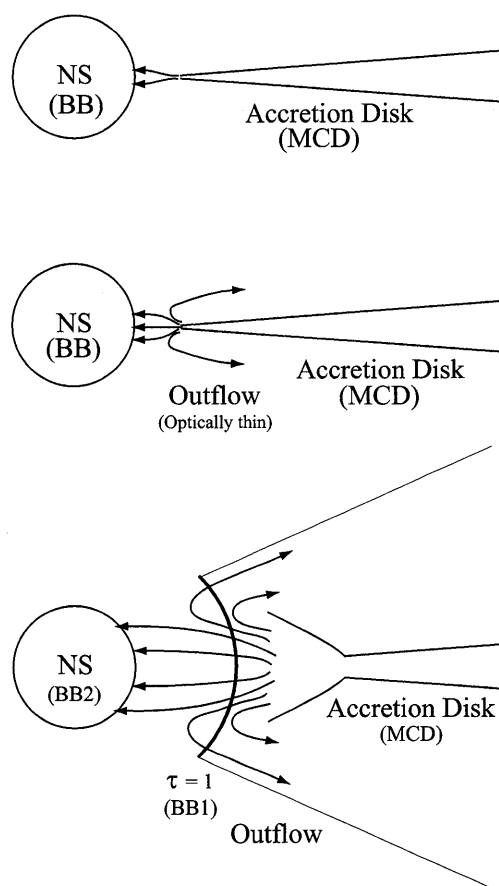 NS
(BB)
Accretion Disk
(MCD)
NS
(BB)
Accretion Disk
(MCD)
Outflow
(Optically thin)
NS
(BB2)
Accretion Disk
(MCD)
τ = 1
(BB1)
Outflow